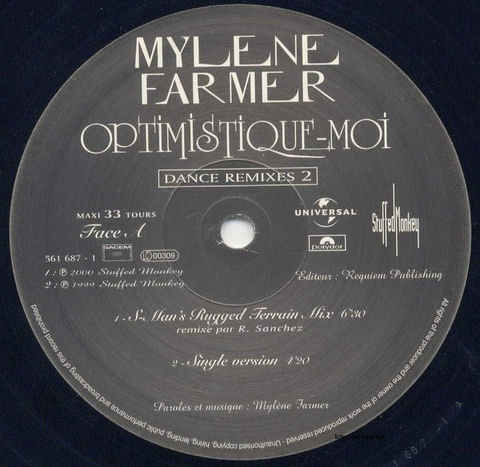 MYLENE
FARMER
OPTIMISTIQUE-MOI
DANCE REMIXES 2
MAXI 33 TOURS
Face A
561 687 - 1
SACEM
LC 00309
1 : ℗ 2000 Stuffed Monkey
2 : ℗ 1999 Stuffed Monkey
UNIVERSAL
Polydor
Stuffed Monkey
Editeur : Requiem Publishing
1 - S-Man's Rugged Terrain Mix 6'30
remixé par R. Sanchez
2 - Single version 4'20
Paroles et musique : Mylène Farmer
All rights of the producer and the owner of the work reproduced reserved. Unauthorised copying, hiring, lending, public performance and broadcasting of this record prohibited